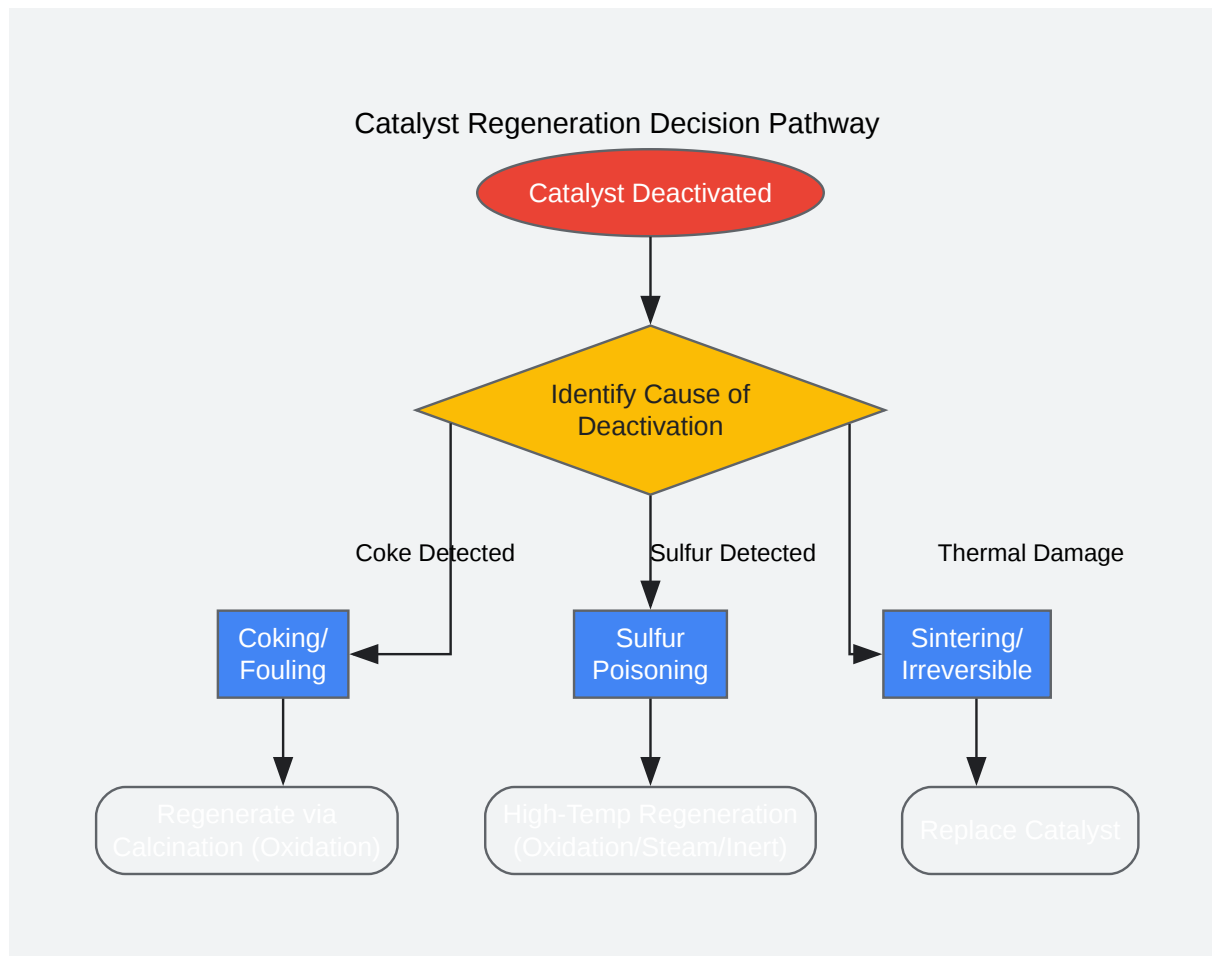 Catalyst Regeneration Decision Pathway
Catalyst Deactivated
Identify Cause of
Deactivation
Coke Detected
Sulfur Detected
Thermal Damage
Coking/
Fouling
Sulfur
Poisoning
Sintering/
Irreversible
Regenerate via
Calcination (Oxidation)
High-Temp Regeneration
(Oxidation/Steam/Inert)
Replace Catalyst